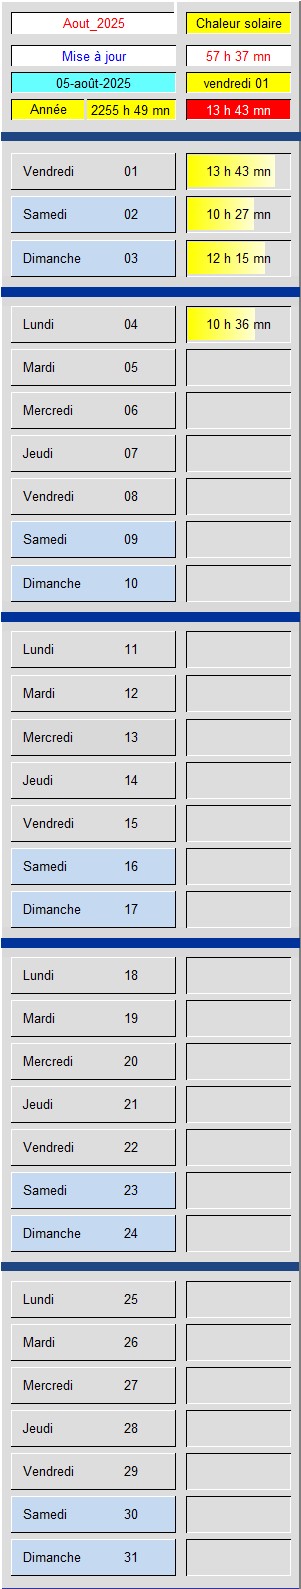 Aout_2025 Chaleur solaire
Mise à jour 57 h 37 mn
05-août-2025 vendredi 01
Année 2255 h 49 mn 13 h 43 mn
Vendredi 01 13 h 43 mn
Samedi 02 10 h 27 mn
Dimanche 03 12 h 15 mn
Lundi 04 10 h 36 mn
Mardi 05
Mercredi 06
Jeudi 07
Vendredi 08
Samedi 09
Dimanche 10
Lundi 11
Mardi 12
Mercredi 13
Jeudi 14
Vendredi 15
Samedi 16
Dimanche 17
Lundi 18
Mardi 19
Mercredi 20
Jeudi 21
Vendredi 22
Samedi 23
Dimanche 24
Lundi 25
Mardi 26
Mercredi 27
Jeudi 28
Vendredi 29
Samedi 30
Dimanche 31